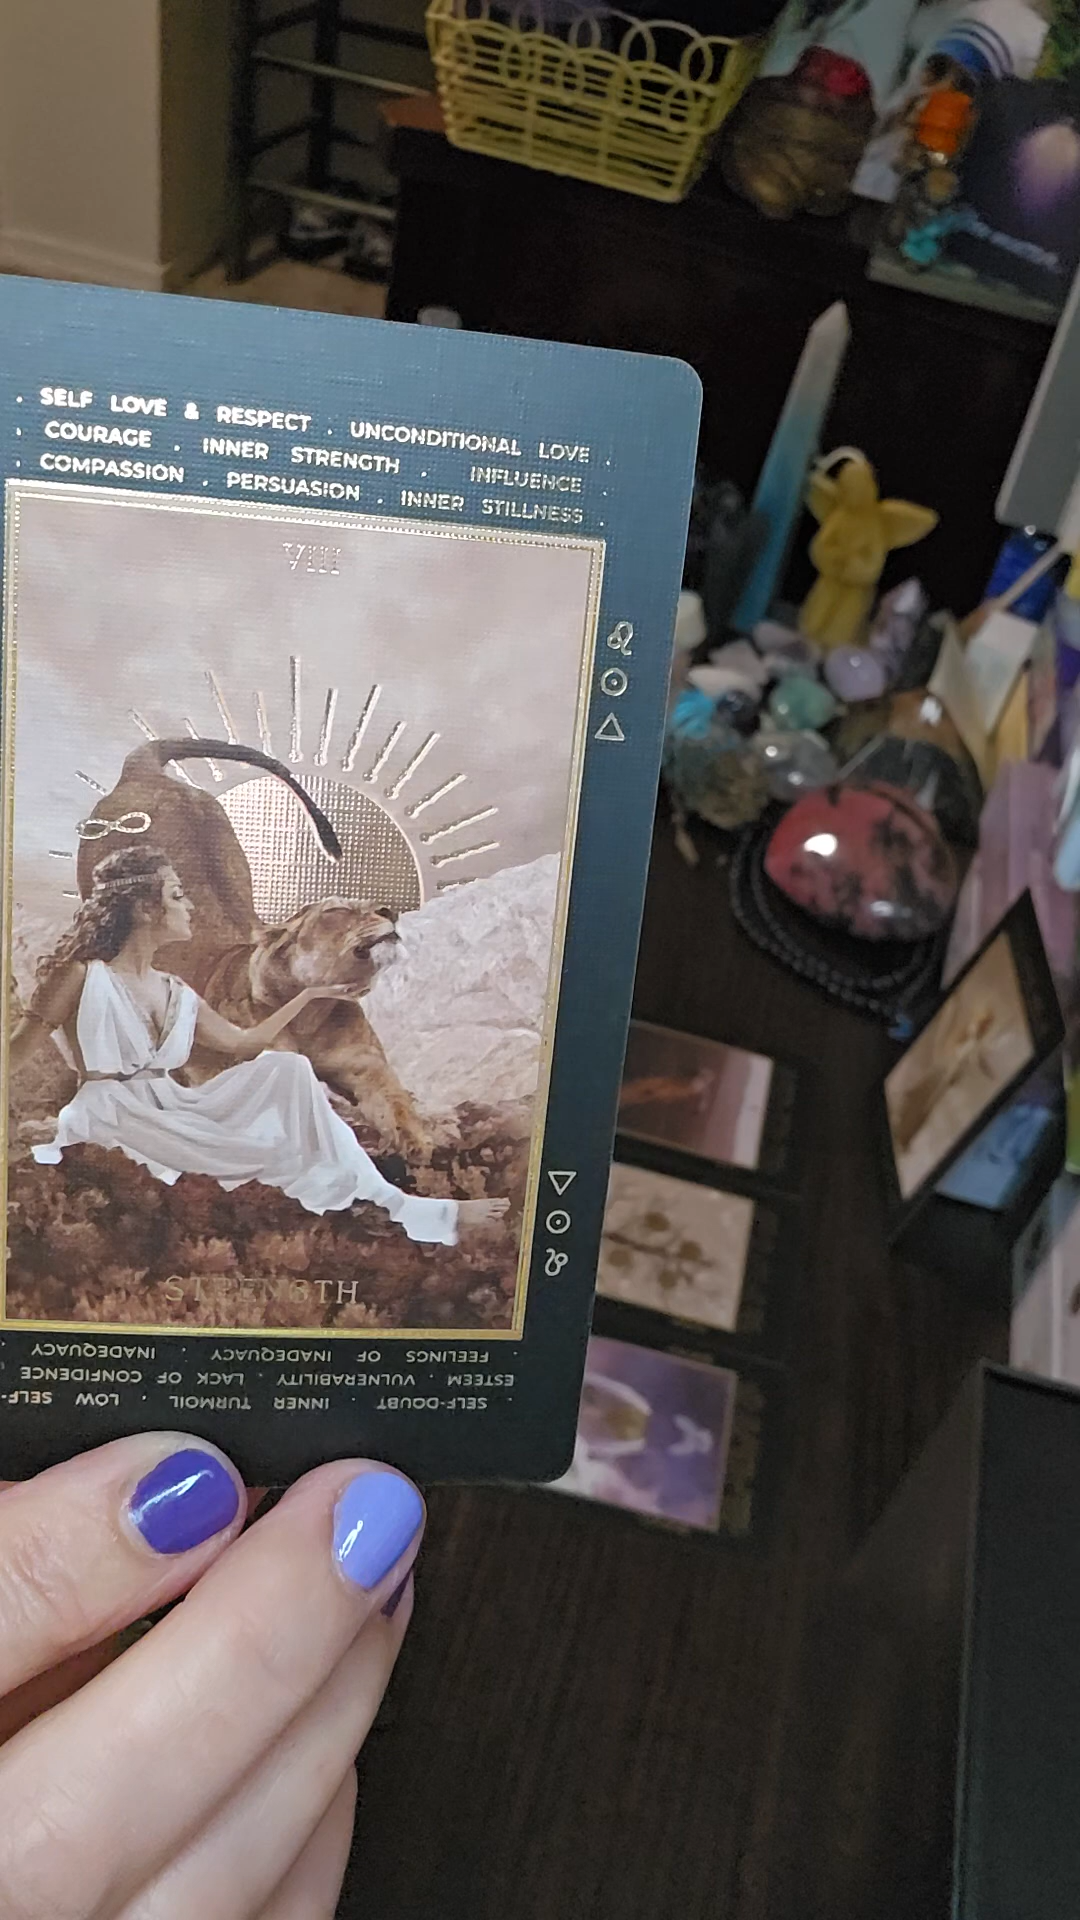 . SELF LOVE & RESPECT . UNCONDITIONAL LOVE .
. COURAGE . INNER STRENGTH . INFLUENCE .
. COMPASSION . PERSUASION . INNER STILLNESS .
VIII
STRENGTH
. SELF-DOUBT . INNER TURMOIL . LOW SELF-
ESTEEM . VULNERABILITY . LACK OF CONFIDENCE
. FEELINGS OF INADEQUACY . INADEQUACY .